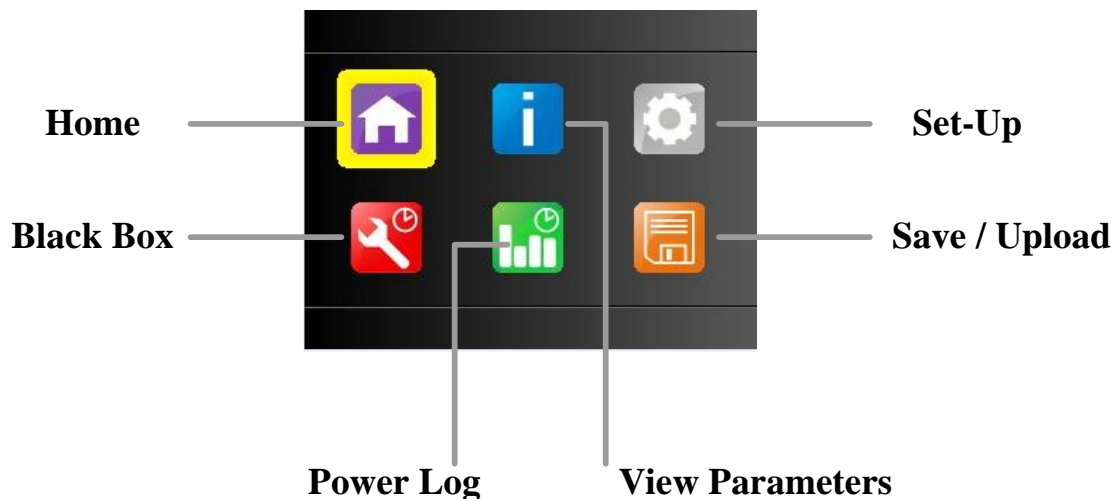 Home
Set-Up
Black Box
Save / Upload
Power Log
View Parameters